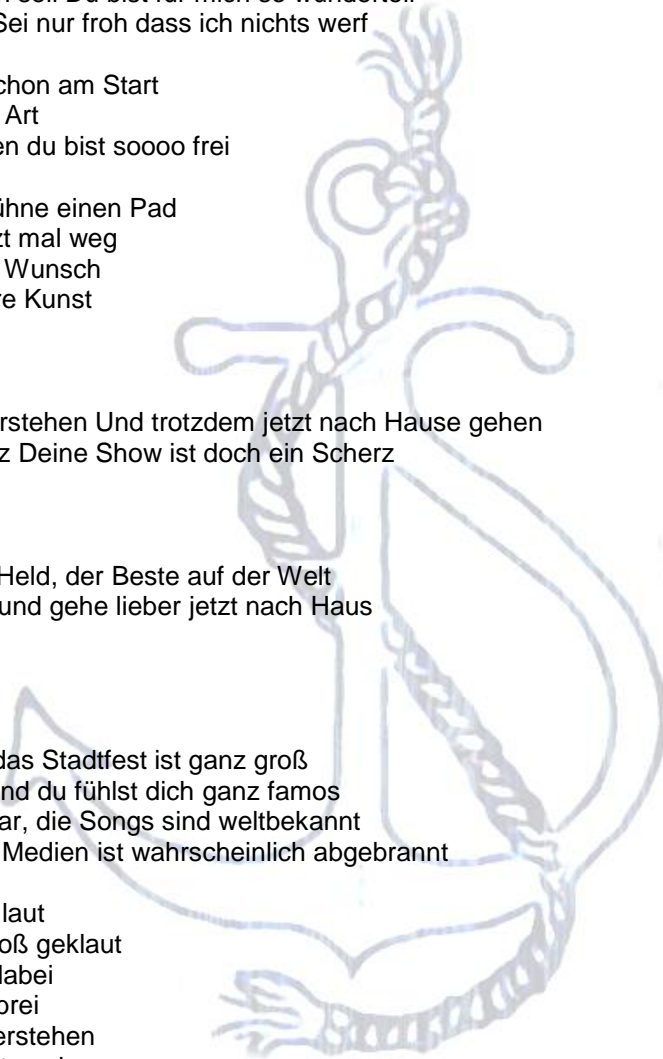 soll Du bist für mich so wundertoll
Sei nur froh dass ich nichts werf
chon am Start
Art
en du bist soooo frei
ühne einen Pad
zt mal weg
Wunsch
re Kunst
rstehen Und trotzdem jetzt nach Hause gehen
z Deine Show ist doch ein Scherz
Held, der Beste auf der Welt
und gehe lieber jetzt nach Haus
das Stadtfest ist ganz groß
nd du fühlst dich ganz famos
ar, die Songs sind weltbekannt
Medien ist wahrscheinlich abgebrannt
laut
oß geklaut
dabei
orei
erstehen